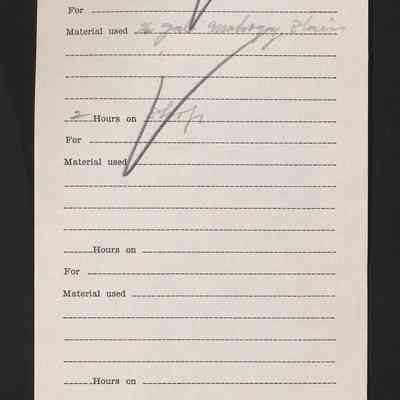 For
Material used ½ gal mahogany stain
2 Hours on shop
For
Material used
Hours on
For
Material used
Hours on